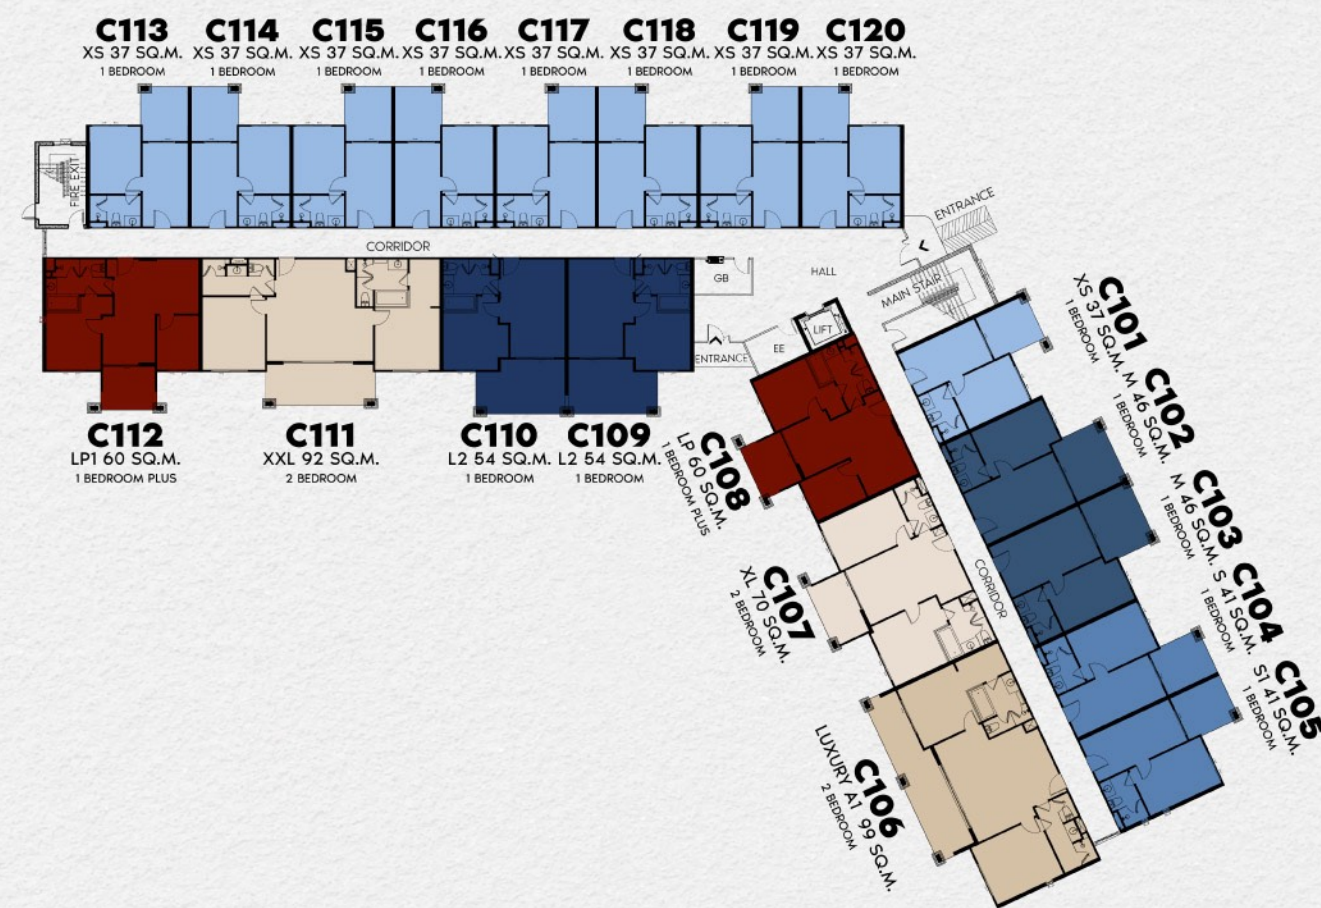 C113
XS 37 SQ.M.
1 BEDROOM
C114
XS 37 SQ.M.
1 BEDROOM
C115
XS 37 SQ.M.
1 BEDROOM
C116
XS 37 SQ.M.
1 BEDROOM
C117
XS 37 SQ.M.
1 BEDROOM
C118
XS 37 SQ.M.
1 BEDROOM
C119
XS 37 SQ.M.
1 BEDROOM
C120
XS 37 SQ.M.
1 BEDROOM
FIRE EXIT
CORRIDOR
ENTRANCE
HALL
GB
MAIN STAIR
LIFT
EE
ENTRANCE
C112
LP1 60 SQ.M.
1 BEDROOM PLUS
C111
XXL 92 SQ.M.
2 BEDROOM
C110
L2 54 SQ.M.
1 BEDROOM
C109
L2 54 SQ.M.
1 BEDROOM
C101
XS 37 SQ.M.
1 BEDROOM
C102
M 46 SQ.M.
1 BEDROOM
C103
M 46 SQ.M.
1 BEDROOM
C104
S 41 SQ.M.
1 BEDROOM
C105
S1 41 SQ.M.
1 BEDROOM
CORRIDOR
C108
LP 60 SQ.M.
1 BEDROOM PLUS
C107
XL 70 SQ.M.
2 BEDROOM
C106
LUXURY A1 99 SQ.M.
2 BEDROOM